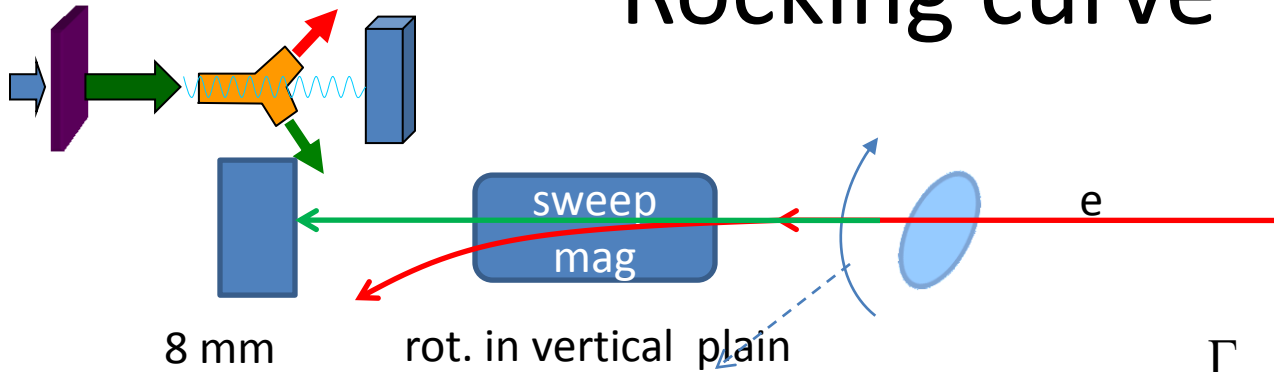 Rocking curve
sweep
mag
e
8 mm
rot. in vertical plain
Γ